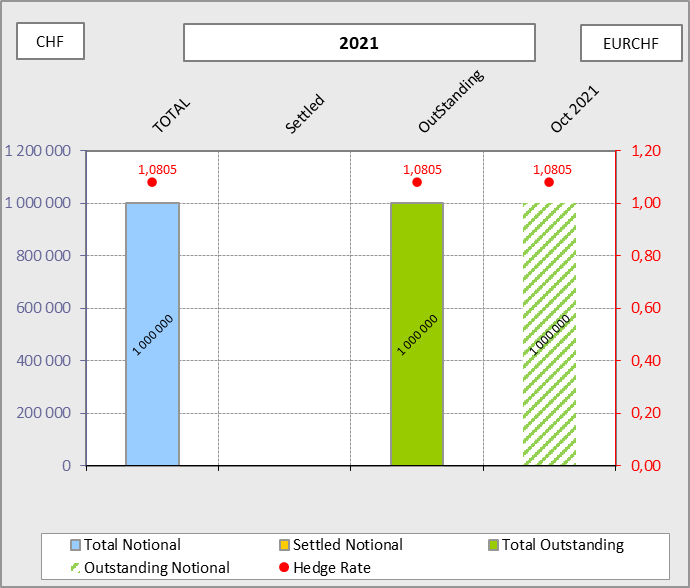 CHF
2021
EURCHF
TOTAL
Settled
OutStanding
Oct 2021
1 200 000
1 000 000
800 000
600 000
400 000
200 000
0
1,0805
1,0805
1,0805
1 000 000
1 000 000
1 000 000
1,20
1,00
0,80
0,60
0,40
0,20
0,00
Total Notional
Settled Notional
Total Outstanding
Outstanding Notional
Hedge Rate